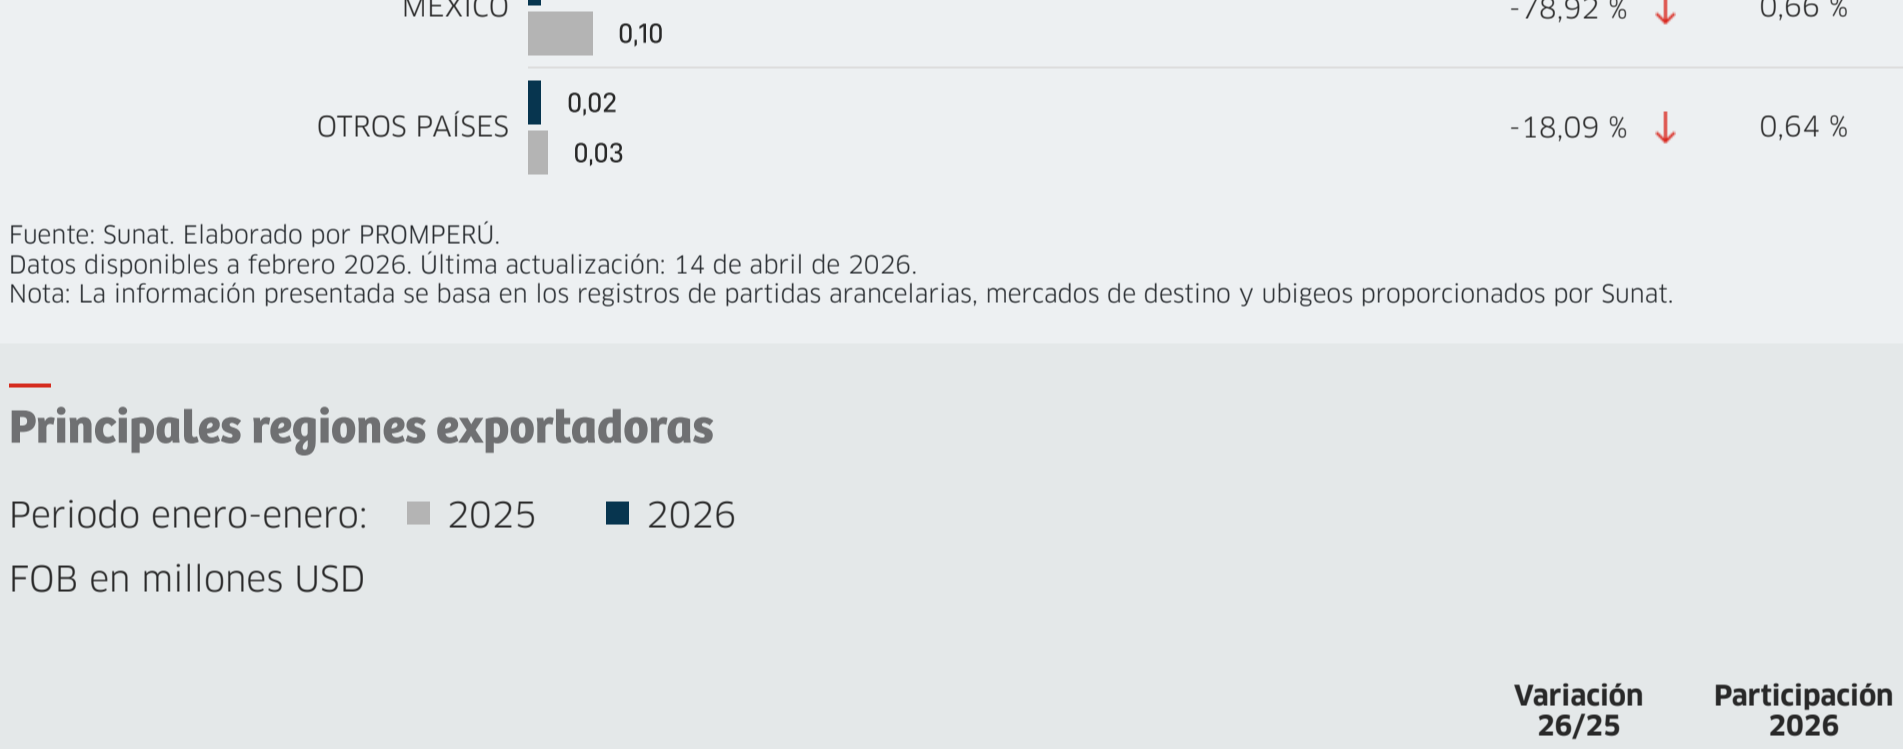 MÉXICO
-78,92 % ↓ 0,66 %
0,10
0,02
OTROS PAÍSES -18,09 % ↓ 0,64 %
0,03
Fuente: Sunat. Elaborado por PROMPERÚ.
Datos disponibles a febrero 2026. Última actualización: 14 de abril de 2026.
Nota: La información presentada se basa en los registros de partidas arancelarias, mercados de destino y ubigeos proporcionados por Sunat.
Principales regiones exportadoras
Periodo enero-enero: 2025 2026
FOB en millones USD
Variación Participación
26/25 2026